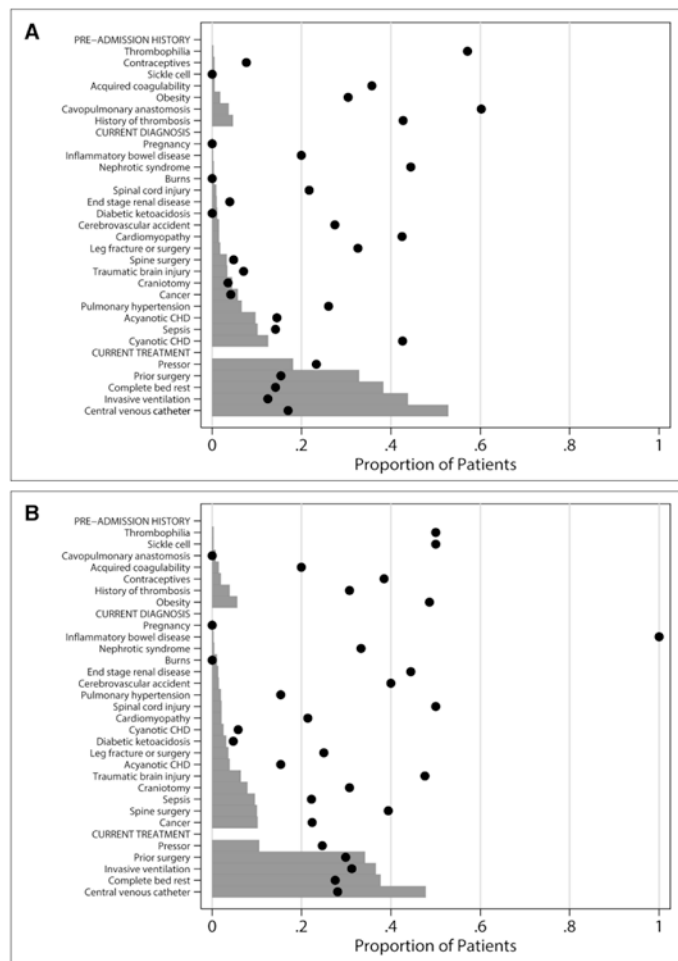 A
PRE−ADMISSION HISTORY
Thrombophilia
Contraceptives
Sickle cell
Acquired coagulability
Obesity
Cavopulmonary anastomosis
History of thrombosis
CURRENT DIAGNOSIS
Pregnancy
Inflammatory bowel disease
Nephrotic syndrome
Burns
Spinal cord injury
End stage renal disease
Diabetic ketoacidosis
Cerebrovascular accident
Cardiomyopathy
Leg fracture or surgery
Spine surgery
Traumatic brain injury
Craniotomy
Cancer
Pulmonary hypertension
Acyanotic CHD
Sepsis
Cyanotic CHD
CURRENT TREATMENT
Pressor
Prior surgery
Complete bed rest
Invasive ventilation
Central venous catheter
0 .2 .4 .6 .8 1
Proportion of Patients
B
PRE−ADMISSION HISTORY
Thrombophilia
Sickle cell
Cavopulmonary anastomosis
Acquired coagulability
Contraceptives
History of thrombosis
Obesity
CURRENT DIAGNOSIS
Pregnancy
Inflammatory bowel disease
Nephrotic syndrome
Burns
End stage renal disease
Cerebrovascular accident
Pulmonary hypertension
Spinal cord injury
Cardiomyopathy
Cyanotic CHD
Diabetic ketoacidosis
Leg fracture or surgery
Acyanotic CHD
Traumatic brain injury
Craniotomy
Sepsis
Spine surgery
Cancer
CURRENT TREATMENT
Pressor
Prior surgery
Invasive ventilation
Complete bed rest
Central venous catheter
0 .2 .4 .6 .8 1
Proportion of Patients